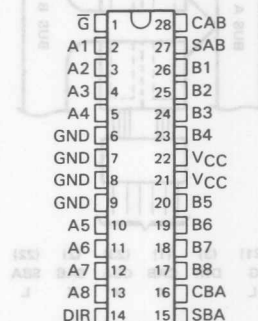 G̅ 1 28 CAB
A1 2 27 SAB
A2 3 26 B1
A3 4 25 B2
A4 5 24 B3
GND 6 23 B4
GND 7 22 VCC
GND 8 21 VCC
GND 9 20 B5
A5 10 19 B6
A6 11 18 B7
A7 12 17 B8
A8 13 16 CBA
DIR 14 15 SBA